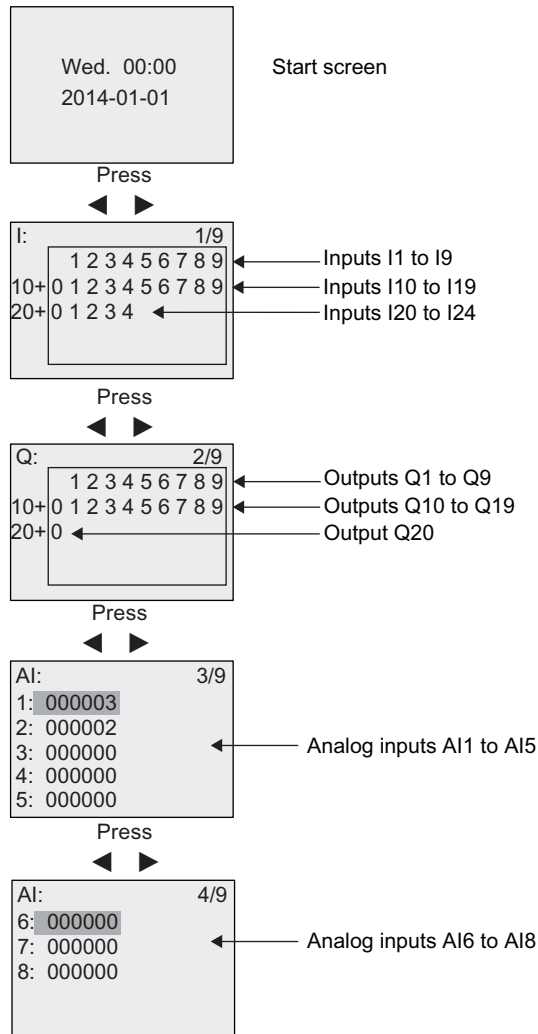 Wed. 00:00 Start screen
2014-01-01
Press
I: 1/9
1 2 3 4 5 6 7 8 9 Inputs I1 to I9
10+ 0 1 2 3 4 5 6 7 8 9 Inputs I10 to I19
20+ 0 1 2 3 4 Inputs I20 to I24
Press
Q: 2/9
1 2 3 4 5 6 7 8 9 Outputs Q1 to Q9
10+ 0 1 2 3 4 5 6 7 8 9 Outputs Q10 to Q19
20+ 0 Output Q20
Press
AI: 3/9
1: 000003
2: 000002
3: 000000 Analog inputs AI1 to AI5
4: 000000
5: 000000
Press
AI: 4/9
6: 000000
7: 000000 Analog inputs AI6 to AI8
8: 000000